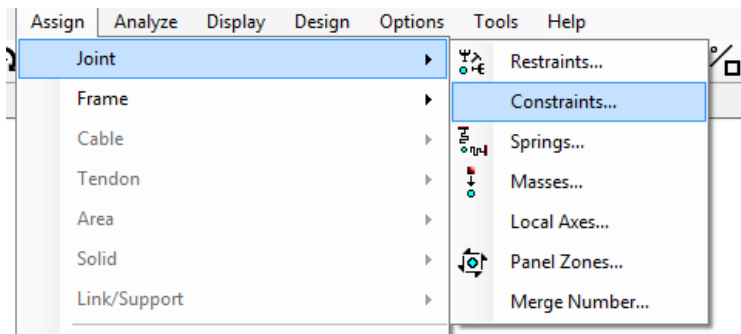 Assign Analyze Display Design Options Tools Help
Joint
Frame
Cable
Tendon
Area
Solid
Link/Support
Restraints...
Constraints...
Springs...
Masses...
Local Axes...
Panel Zones...
Merge Number...